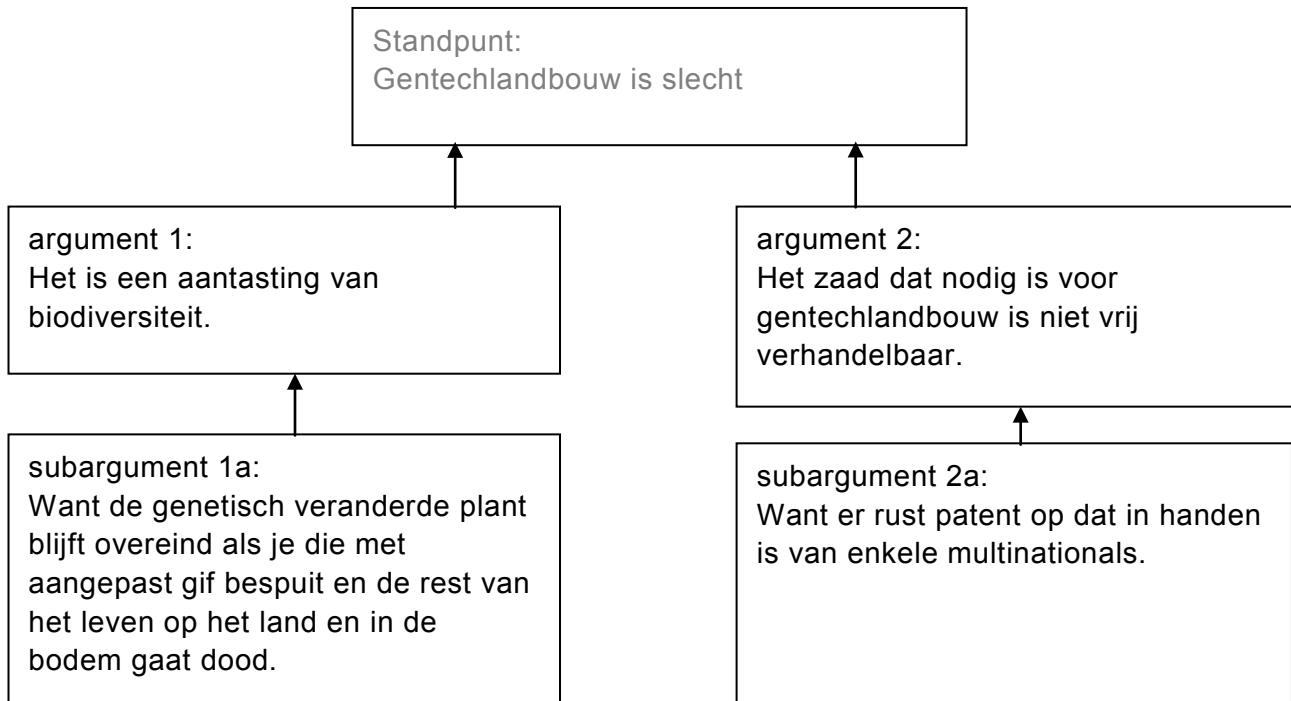 Standpunt:
Gentechlandbouw is slecht
argument 1:
Het is een aantasting van
biodiversiteit.
argument 2:
Het zaad dat nodig is voor
gentechlandbouw is niet vrij
verhandelbaar.
subargument 1a:
Want de genetisch veranderde plant
blijft overeind als je die met
aangepast gif bespuit en de rest van
het leven op het land en in de
bodem gaat dood.
subargument 2a:
Want er rust patent op dat in handen
is van enkele multinationals.